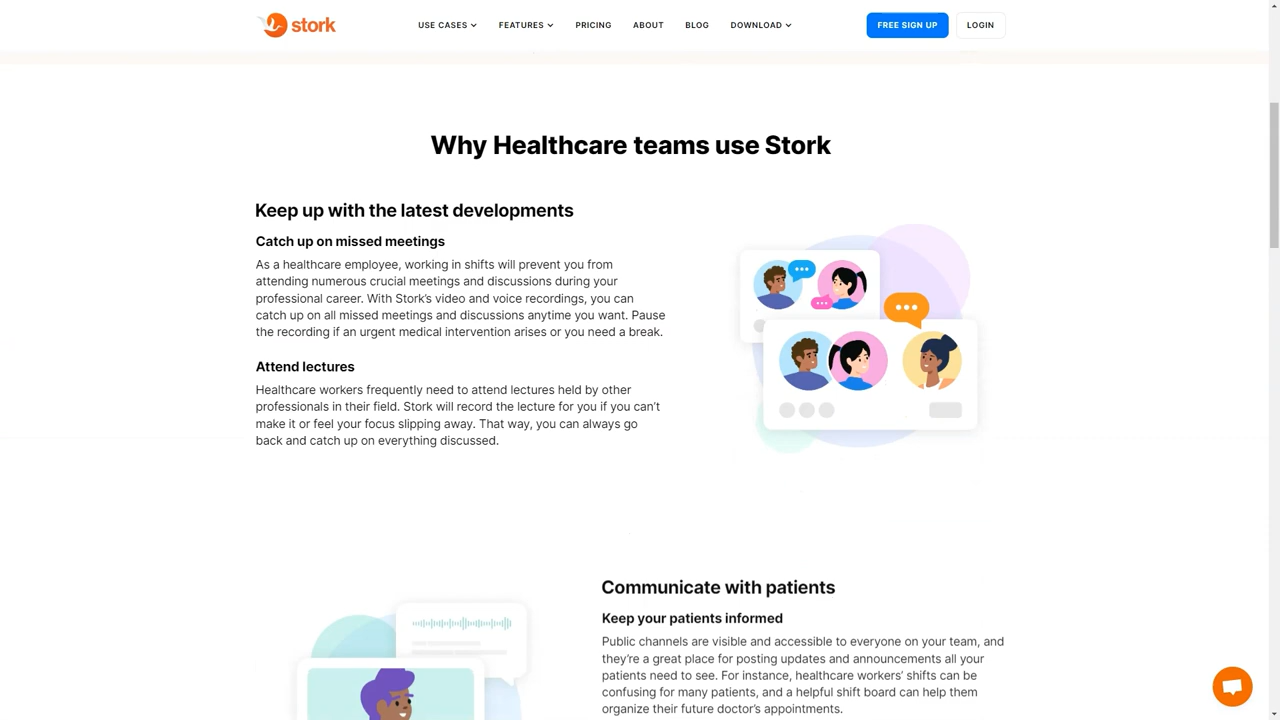 stork
USE CASES
FEATURES
PRICING
ABOUT
BLOG
DOWNLOAD
FREE SIGN UP
LOGIN
Why Healthcare teams use Stork
Keep up with the latest developments
Catch up on missed meetings
As a healthcare employee, working in shifts will prevent you from
attending numerous crucial meetings and discussions during your
professional career. With Stork's video and voice recordings, you can
catch up on all missed meetings and discussions anytime you want. Pause
the recording if an urgent medical intervention arises or you need a break.
Attend lectures
Healthcare workers frequently need to attend lectures held by other
professionals in their field. Stork will record the lecture for you if you can't
make it or feel your focus slipping away. That way, you can always go
back and catch up on everything discussed.
Communicate with patients
Keep your patients informed
Public channels are visible and accessible to everyone on your team, and
they're a great place for posting updates and announcements all your
patients need to see. For instance, healthcare workers' shifts can be
confusing for many patients, and a helpful shift board can help them
organize their future doctor's appointments.